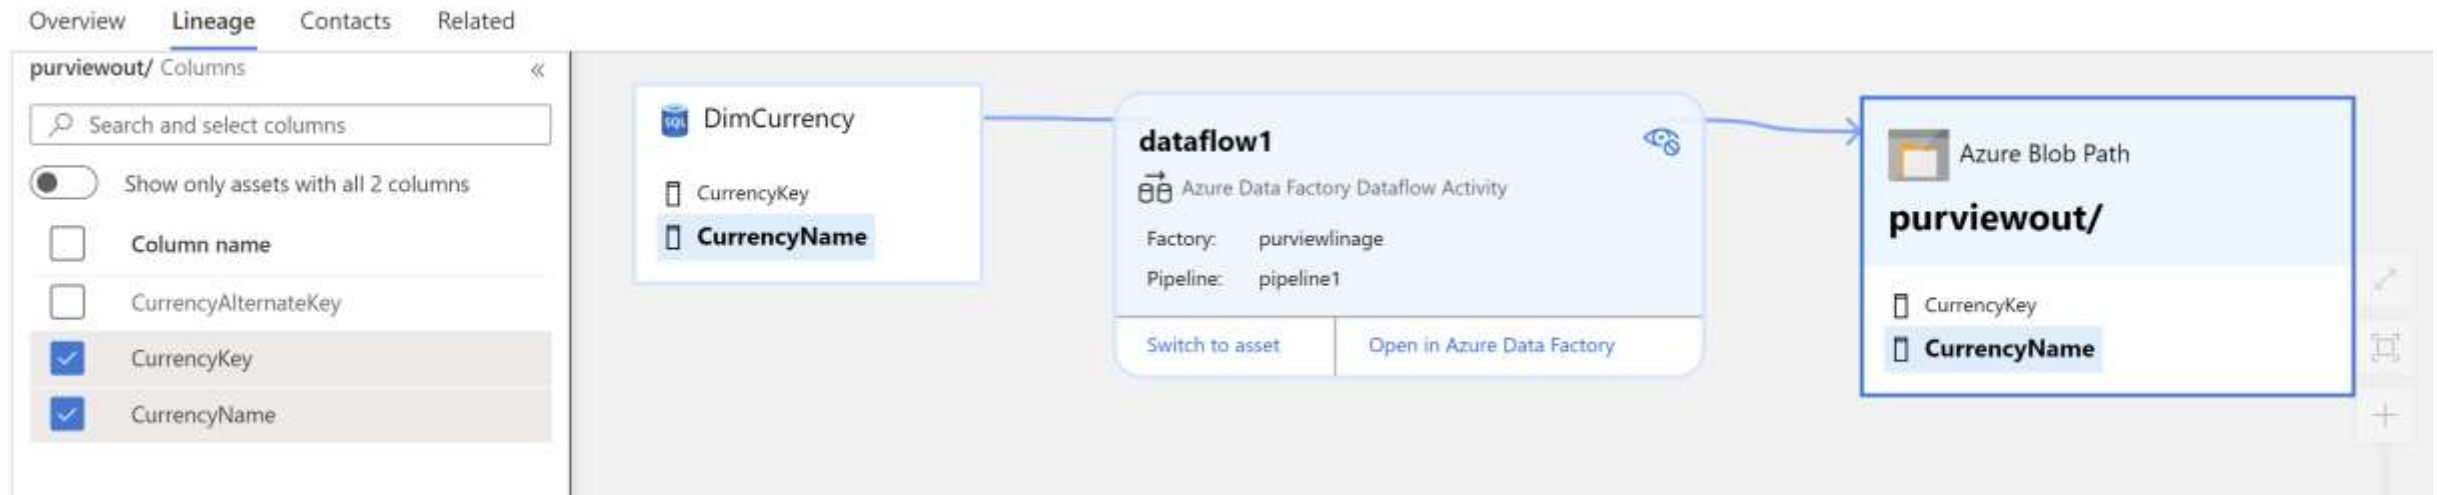 Overview Lineage Contacts Related
purviewout/ Columns «
Search and select columns
Show only assets with all 2 columns
Column name
CurrencyAlternateKey
CurrencyKey
CurrencyName
SQL DimCurrency
CurrencyKey
CurrencyName
dataflow1
Azure Data Factory Dataflow Activity
Factory: purviewlinage
Pipeline: pipeline1
Switch to asset Open in Azure Data Factory
Azure Blob Path
purviewout/
CurrencyKey
CurrencyName